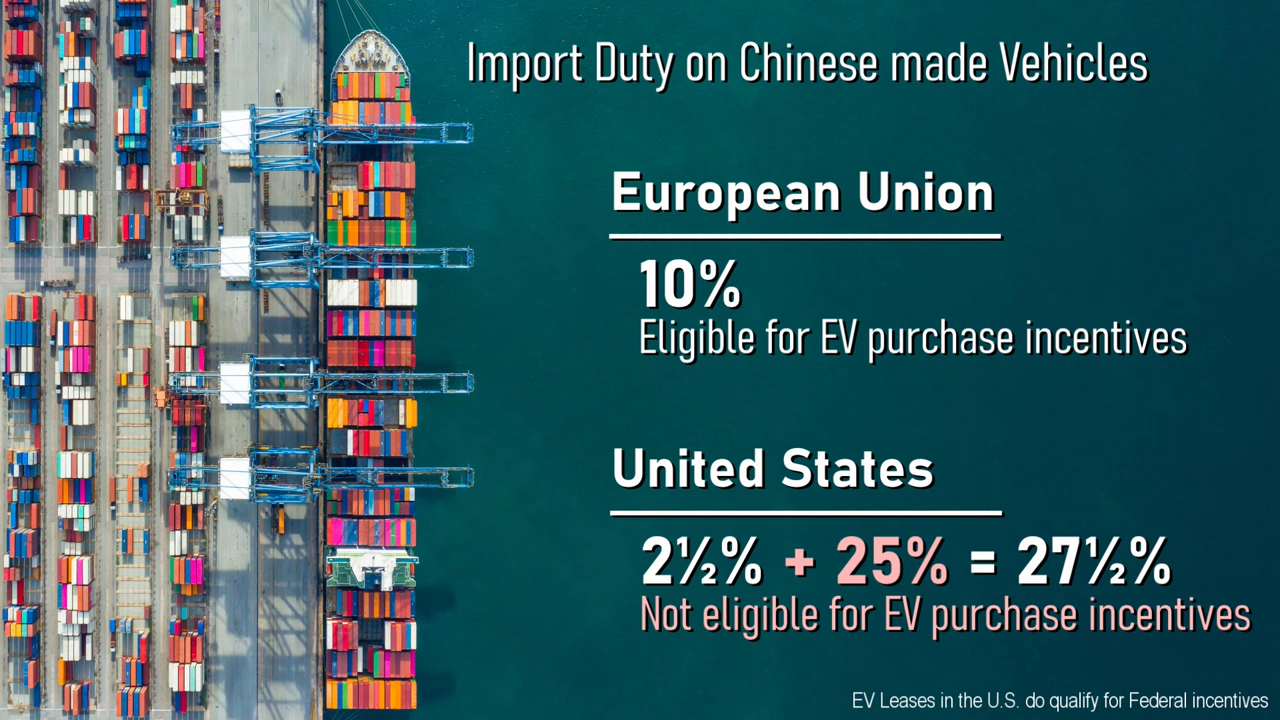 Import Duty on Chinese made Vehicles
European Union
10%
Eligible for EV purchase incentives
United States
2½% + 25% = 27½%
Not eligible for EV purchase incentives
EV Leases in the U.S. do qualify for Federal incentives